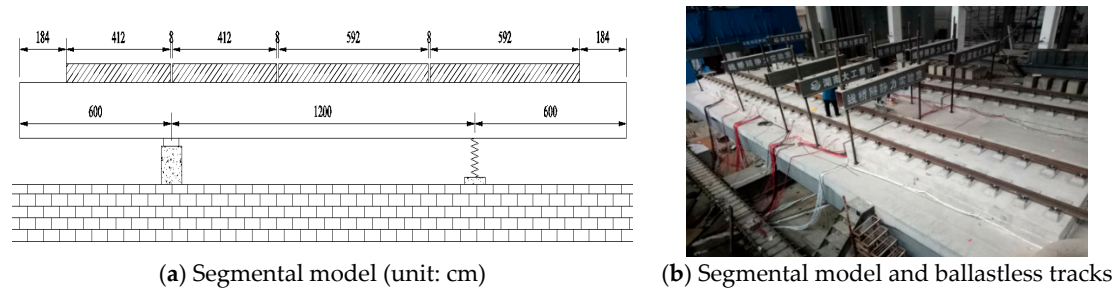 184 412 8 412 8 592 8 592 184
600 1200 600
(a) Segmental model (unit: cm)
(b) Segmental model and ballastless tracks